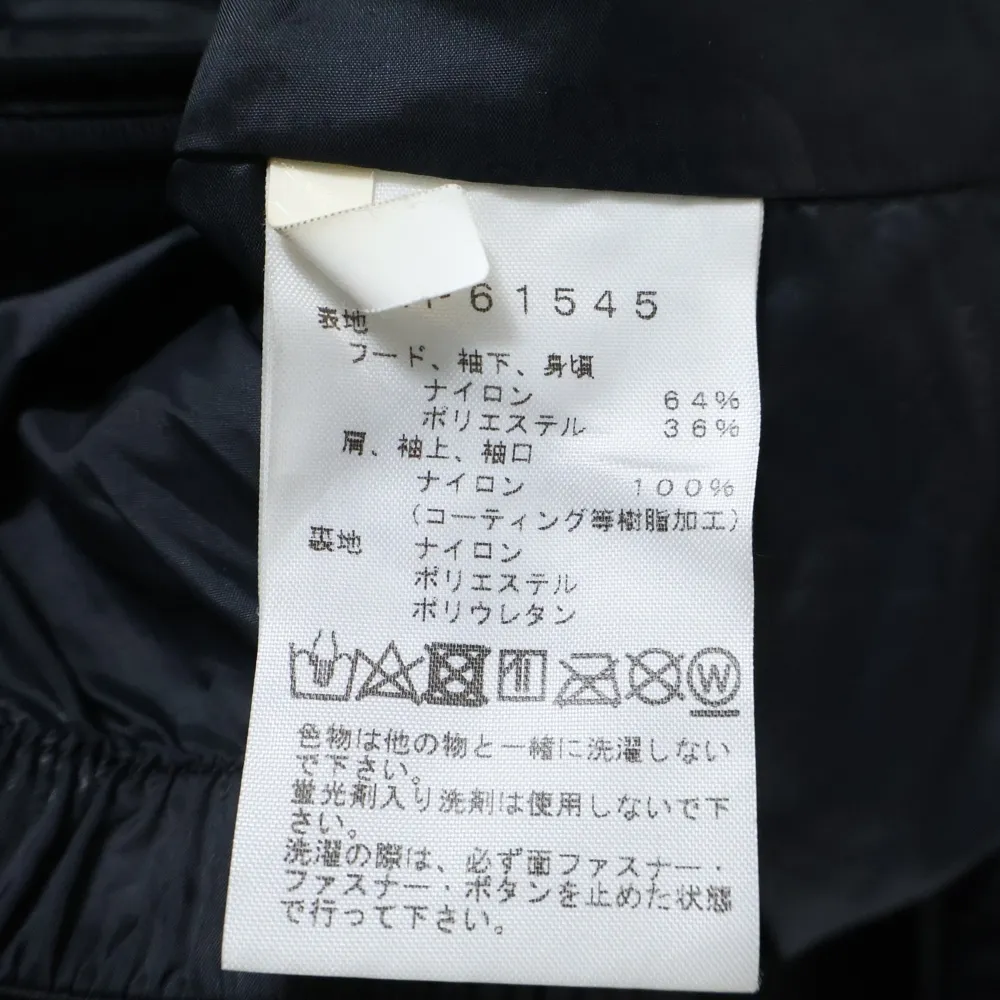 61545
表地
フード、袖下、身頃
ナイロン 64%
ポリエステル 36%
肩、袖上、袖口
ナイロン 100%
(コーティング等樹脂加工)
裏地 ナイロン
ポリエステル
ポリウレタン
W
色物は他の物と一緒に洗濯しない
で下さい。
蛍光剤入り洗剤は使用しないで下
さい。
洗濯の際は、必ず面ファスナー・
ファスナー・ボタンを止めた状態
で行って下さい。